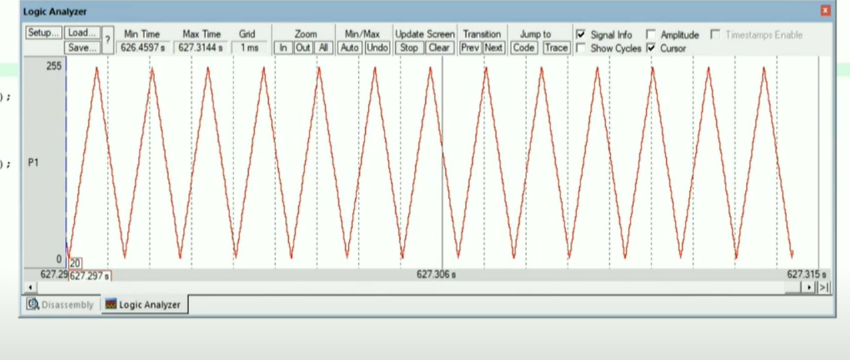 Logic Analyzer
Setup... Load... Save... ? Min Time Max Time Grid Zoom Min/Max Update Screen Transition Jump to Signal Info Amplitude Timestamps Enable
626.4597 s 627.3144 s 1 ms In Out All Auto Undo Stop Clear Prev Next Code Trace Show Cycles Cursor
255
) ;
P1
) ;
0
20
627.29 627.297 s 627.306 s 627.315 s
Disassembly Logic Analyzer